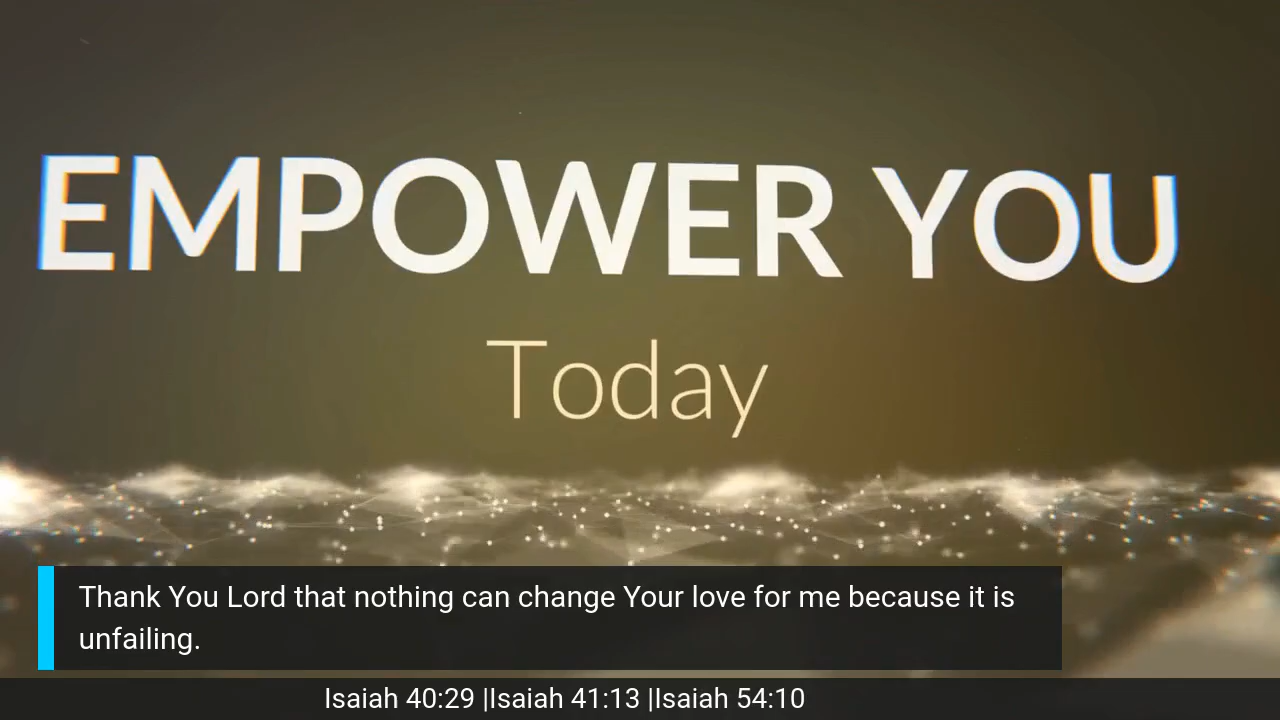 EMPOWER YOU
Today
Thank You Lord that nothing can change Your love for me because it is
unfailing.
Isaiah 40:29 |Isaiah 41:13 |Isaiah 54:10